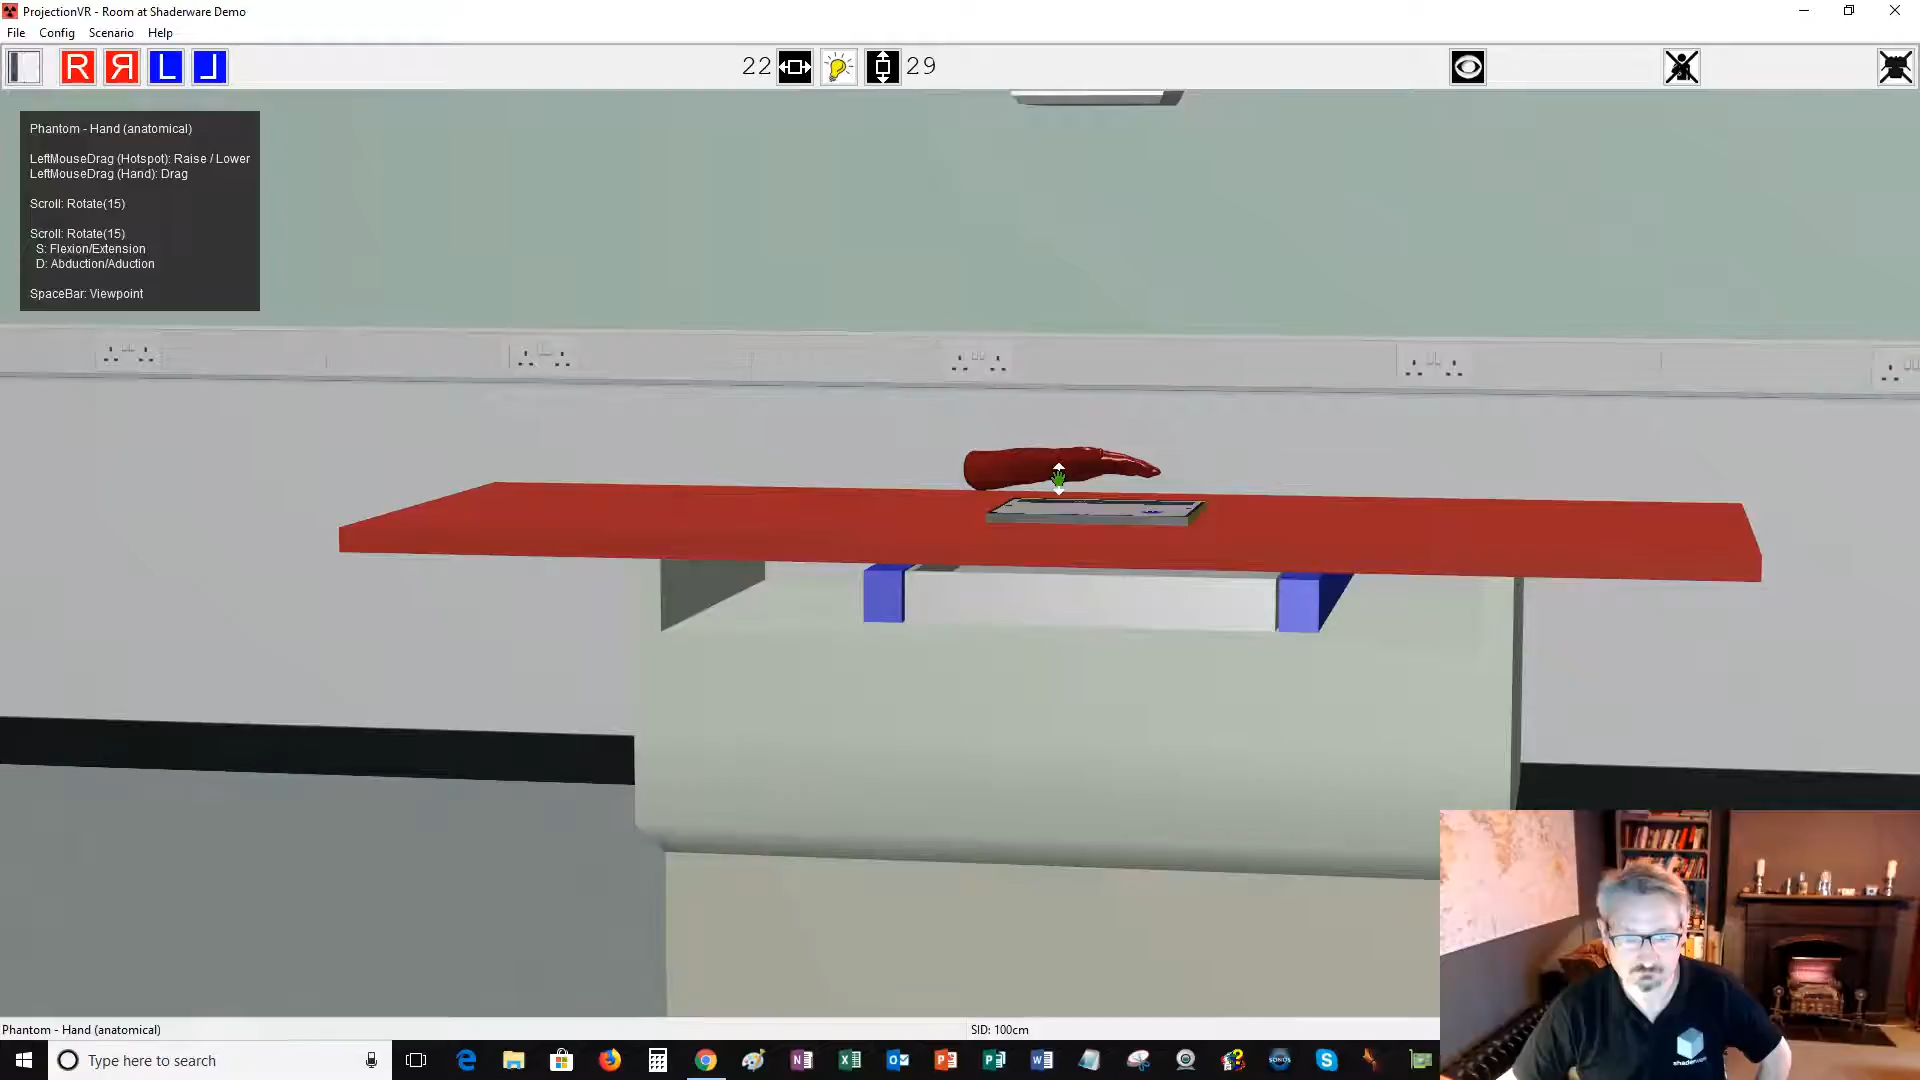 ProjectionVR - Room at Shaderware Demo
File Config Scenario Help
R R L L 22 29
Phantom - Hand (anatomical)
LeftMouseDrag (Hotspot): Raise / Lower
LeftMouseDrag (Hand): Drag
Scroll: Rotate(15)
Scroll: Rotate(15)
S: Flexion/Extension
D: Abduction/Aduction
SpaceBar: Viewpoint
Phantom - Hand (anatomical) SID: 100cm
Type here to search
SONOS